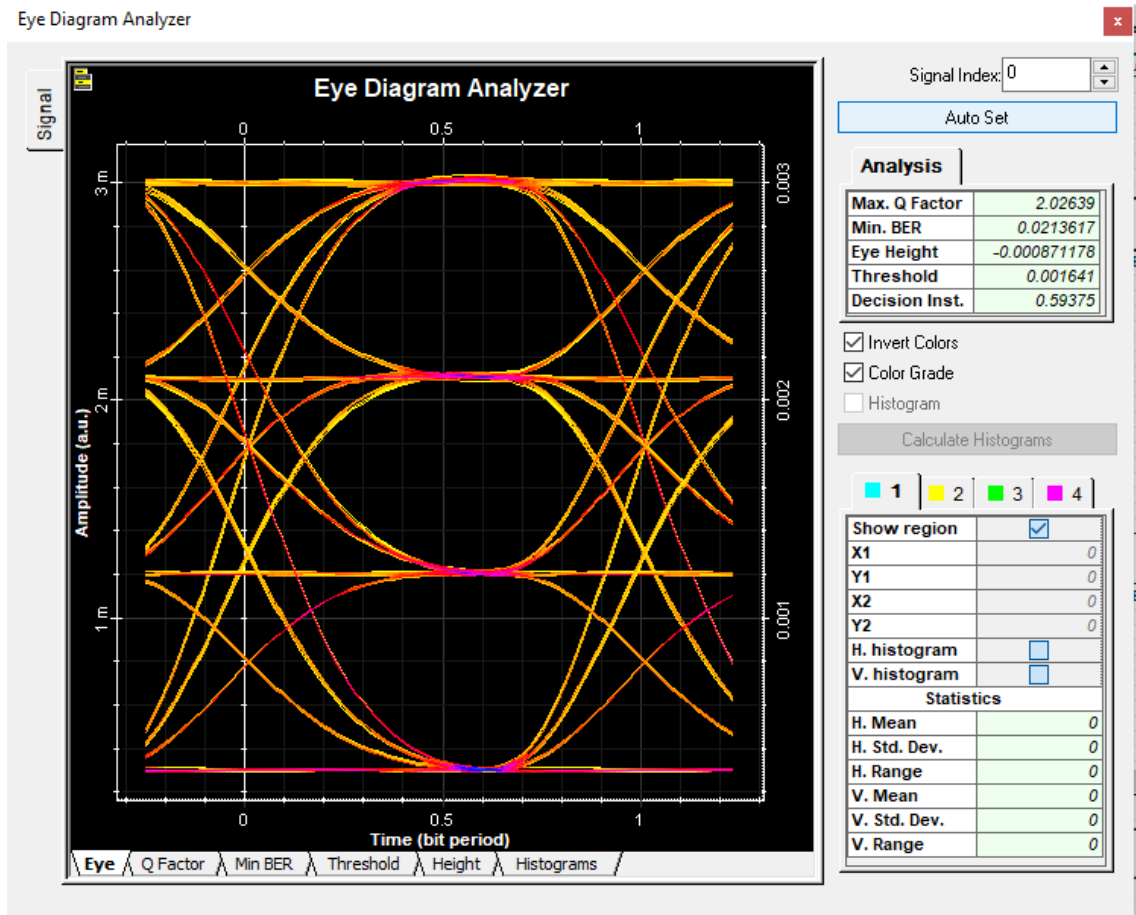 Eye Diagram Analyzer
x
Signal
Eye Diagram Analyzer
0 0.5 1
3 m
2 m
1 m
Amplitude (a.u.)
0.003
0.002
0.001
0 0.5 1
Time (bit period)
Eye Q Factor Min BER Threshold Height Histograms
Signal Index: 0
Auto Set
Analysis
Max. Q Factor 2.02639
Min. BER 0.0213617
Eye Height -0.000871178
Threshold 0.001641
Decision Inst. 0.59375
Invert Colors
Color Grade
Histogram
Calculate Histograms
1 2 3 4
Show region
X1 0
Y1 0
X2 0
Y2 0
H. histogram
V. histogram
Statistics
H. Mean 0
H. Std. Dev. 0
H. Range 0
V. Mean 0
V. Std. Dev. 0
V. Range 0